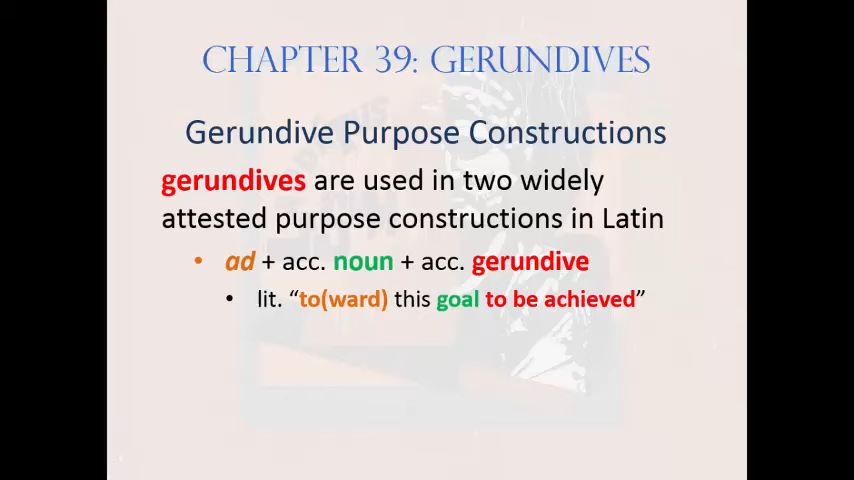 CHAPTER 39: GERUNDIVES
Gerundive Purpose Constructions
gerundives are used in two widely
attested purpose constructions in Latin
• ad + acc. noun + acc. gerundive
• lit. “to(ward) this goal to be achieved”